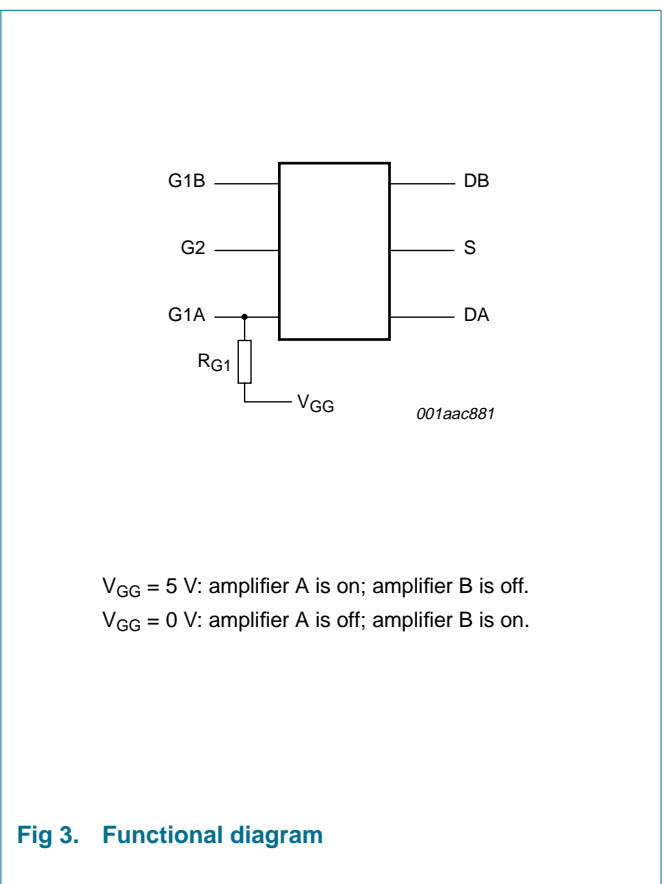 G1B DB
G2 S
G1A DA
RG1
VGG
001aac881
VGG = 5 V: amplifier A is on; amplifier B is off.
VGG = 0 V: amplifier A is off; amplifier B is on.
Fig 3. Functional diagram